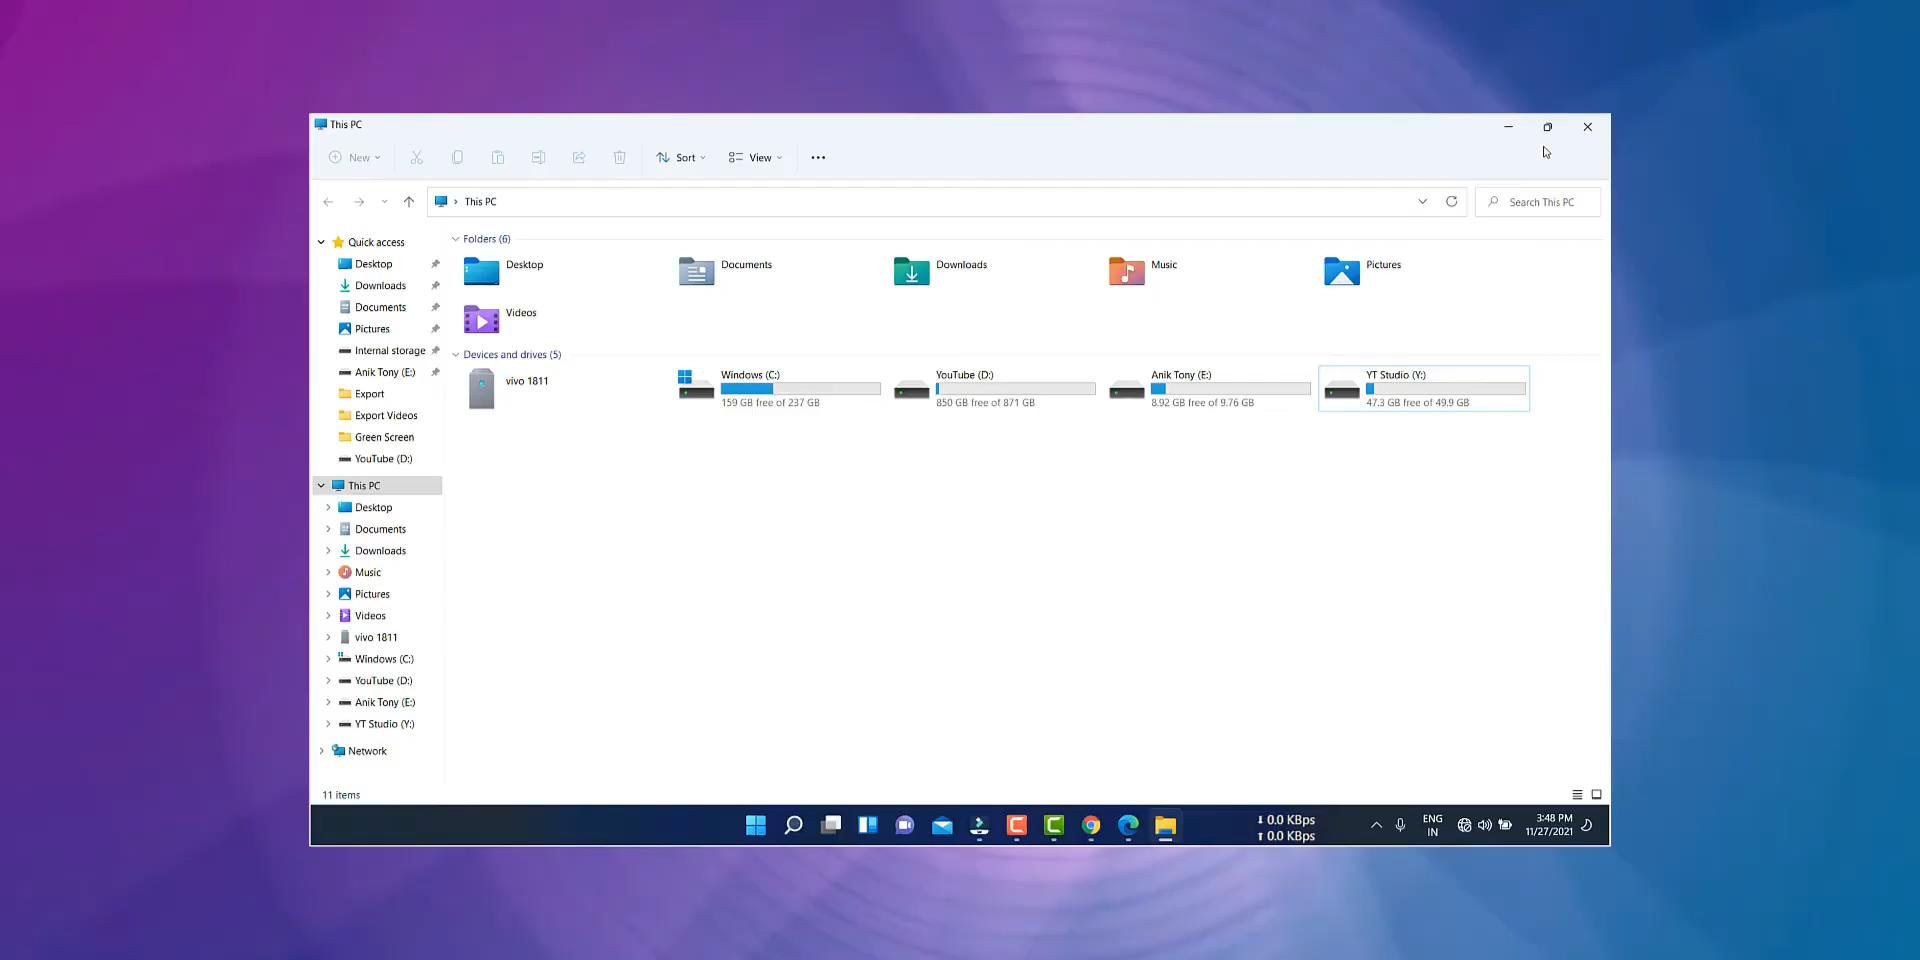 This PC
New
Sort
View
This PC
Search This PC
Quick access
Desktop
Downloads
Documents
Pictures
Internal storage
Anik Tony (E:)
Export
Export Videos
Green Screen
YouTube (D:)
This PC
Desktop
Documents
Downloads
Music
Pictures
Videos
vivo 1811
Windows (C:)
YouTube (D:)
Anik Tony (E:)
YT Studio (Y:)
Network
Folders (6)
Desktop
Documents
Downloads
Music
Pictures
Videos
Devices and drives (5)
vivo 1811
Windows (C:)
159 GB free of 237 GB
YouTube (D:)
850 GB free of 871 GB
Anik Tony (E:)
8.92 GB free of 9.76 GB
YT Studio (Y:)
47.3 GB free of 49.9 GB
11 items
0.0 KBps
0.0 KBps
ENG
IN
3:48 PM
11/27/2021